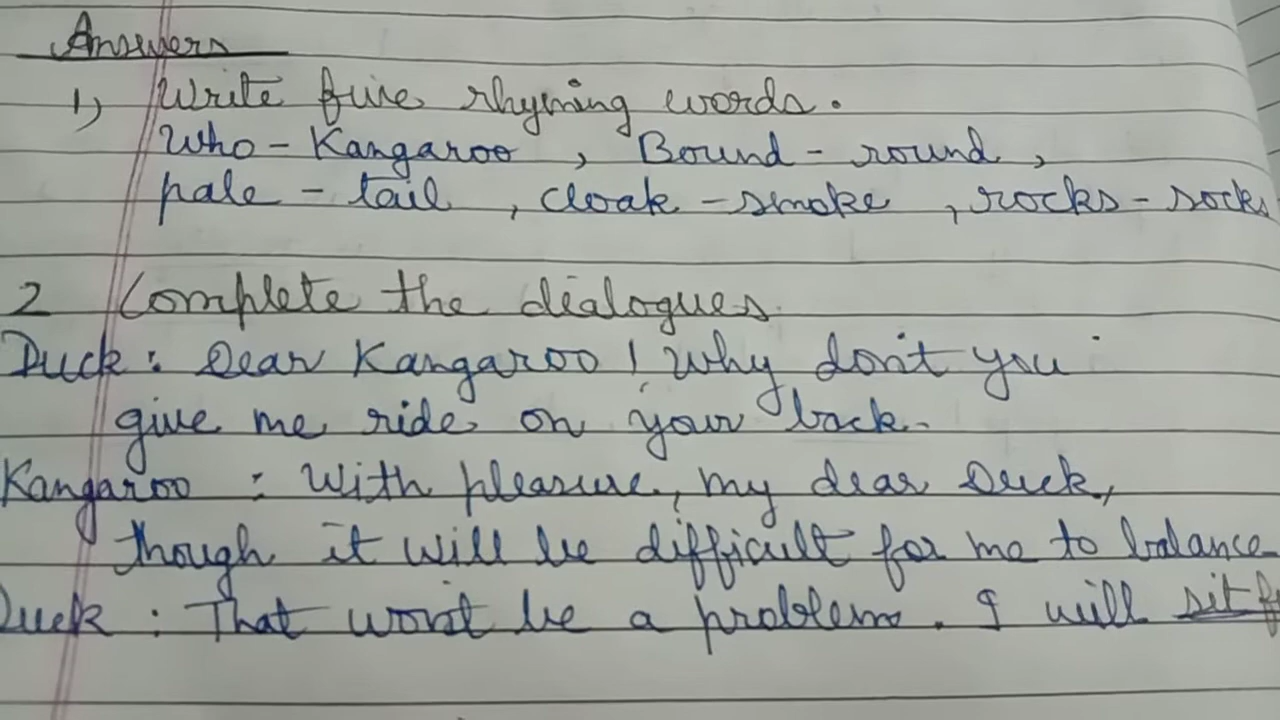 Answers
1) Write five rhyming words.
Who - Kangaroo , Bound - round ,
pale - tail , cloak - smoke , rocks - socks
2 Complete the dialogues.
Duck : Dear Kangaroo ! Why don't you
give me ride on your back.
Kangaroo : With pleasure, my dear Duck,
though it will be difficult for me to balance
Duck : That won't be a problem. I will sit